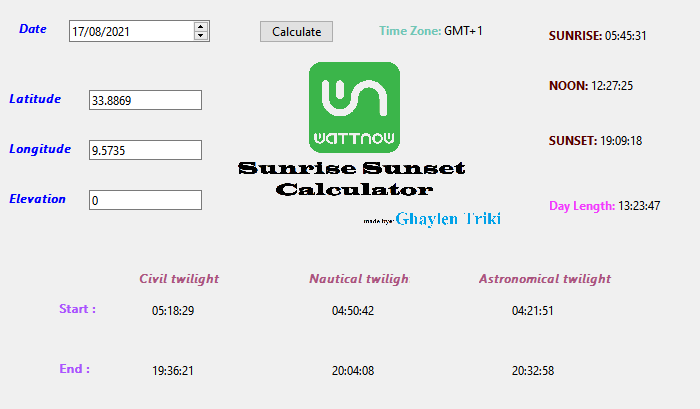 Date 17/08/2021 Calculate Time Zone: GMT+1 SUNRISE: 05:45:31
Latitude 33.8869 NOON: 12:27:25
wattnow
Longitude 9.5735 SUNSET: 19:09:18
Sunrise Sunset
Calculator
Elevation 0 Day Length: 13:23:47
made bye: Ghaylen Triki
Civil twilight Nautical twiligh Astronomical twilight
Start : 05:18:29 04:50:42 04:21:51
End : 19:36:21 20:04:08 20:32:58